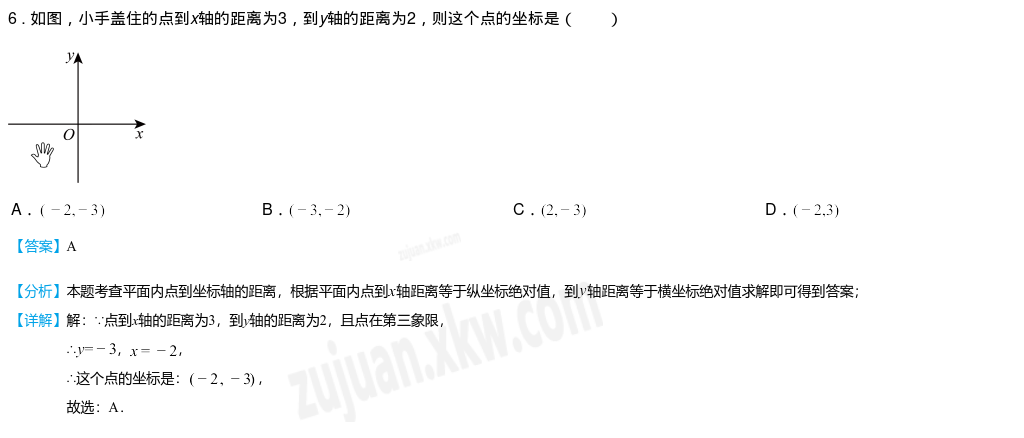 6．如图，小手盖住的点到x轴的距离为3，到y轴的距离为2，则这个点的坐标是（　　）
y
O
x
A．(－2,－3)　B．(－3,－2)　C．(2,－3)　D．(－2,3)
【答案】A
zujuan.xkw.com
【分析】本题考查平面内点到坐标轴的距离，根据平面内点到x轴距离等于纵坐标绝对值，到y轴距离等于横坐标绝对值求解即可得到答案；
【详解】解：∵点到x轴的距离为3，到y轴的距离为2，且点在第三象限，
∴y=－3，x=－2，
∴这个点的坐标是：(－2，－3)，
故选：A．
zujuan.xkw.com